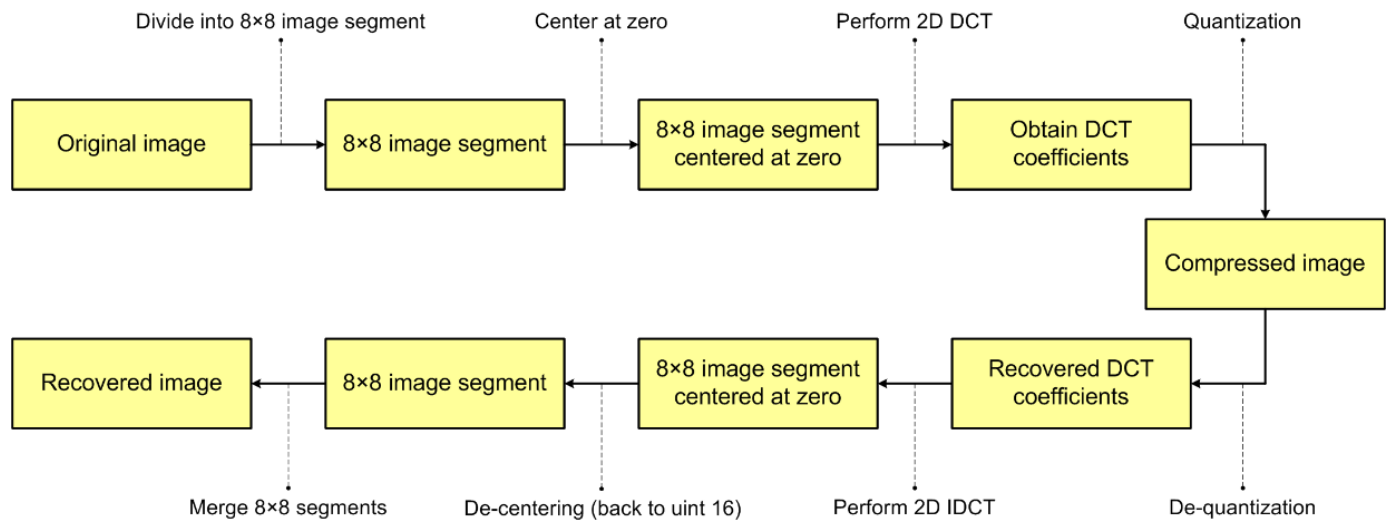 Divide into 8×8 image segment
Center at zero
Perform 2D DCT
Quantization
Original image
8×8 image segment
8×8 image segment
centered at zero
Obtain DCT
coefficients
Compressed image
Recovered image
8×8 image segment
8×8 image segment
centered at zero
Recovered DCT
coefficients
Merge 8×8 segments
De-centering (back to uint 16)
Perform 2D IDCT
De-quantization